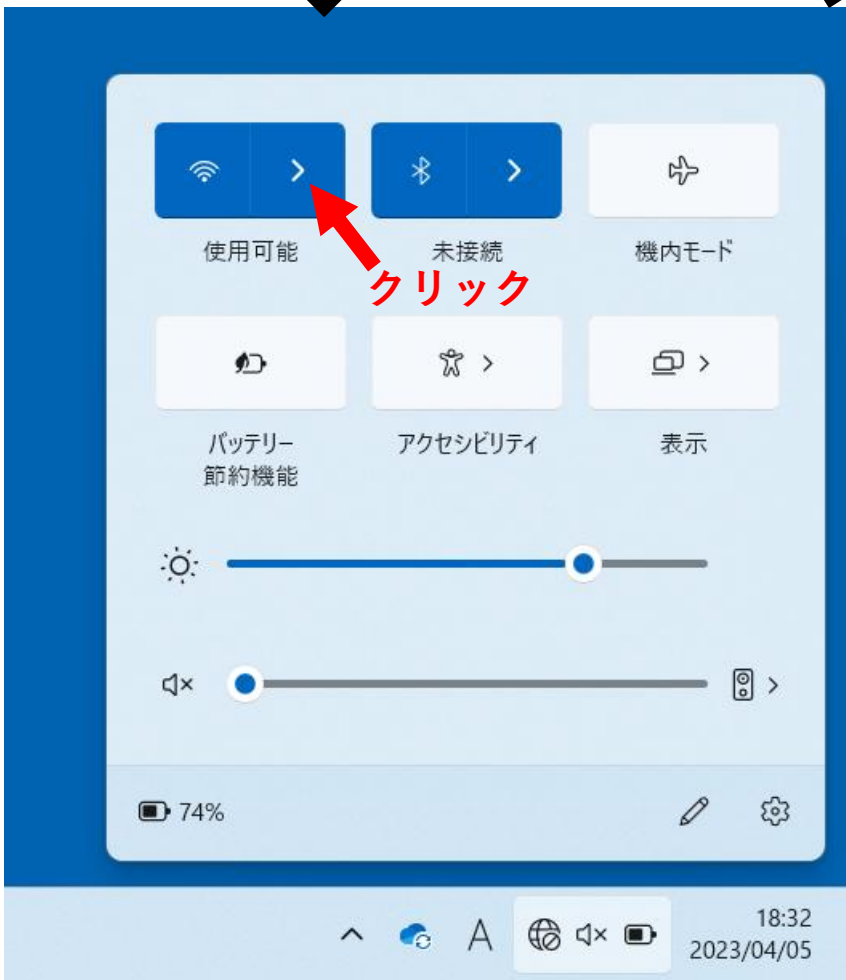 使用可能
未接続
機内モード
クリック
バッテリー
節約機能
アクセシビリティ
表示
74%
A
18:32
2023/04/05